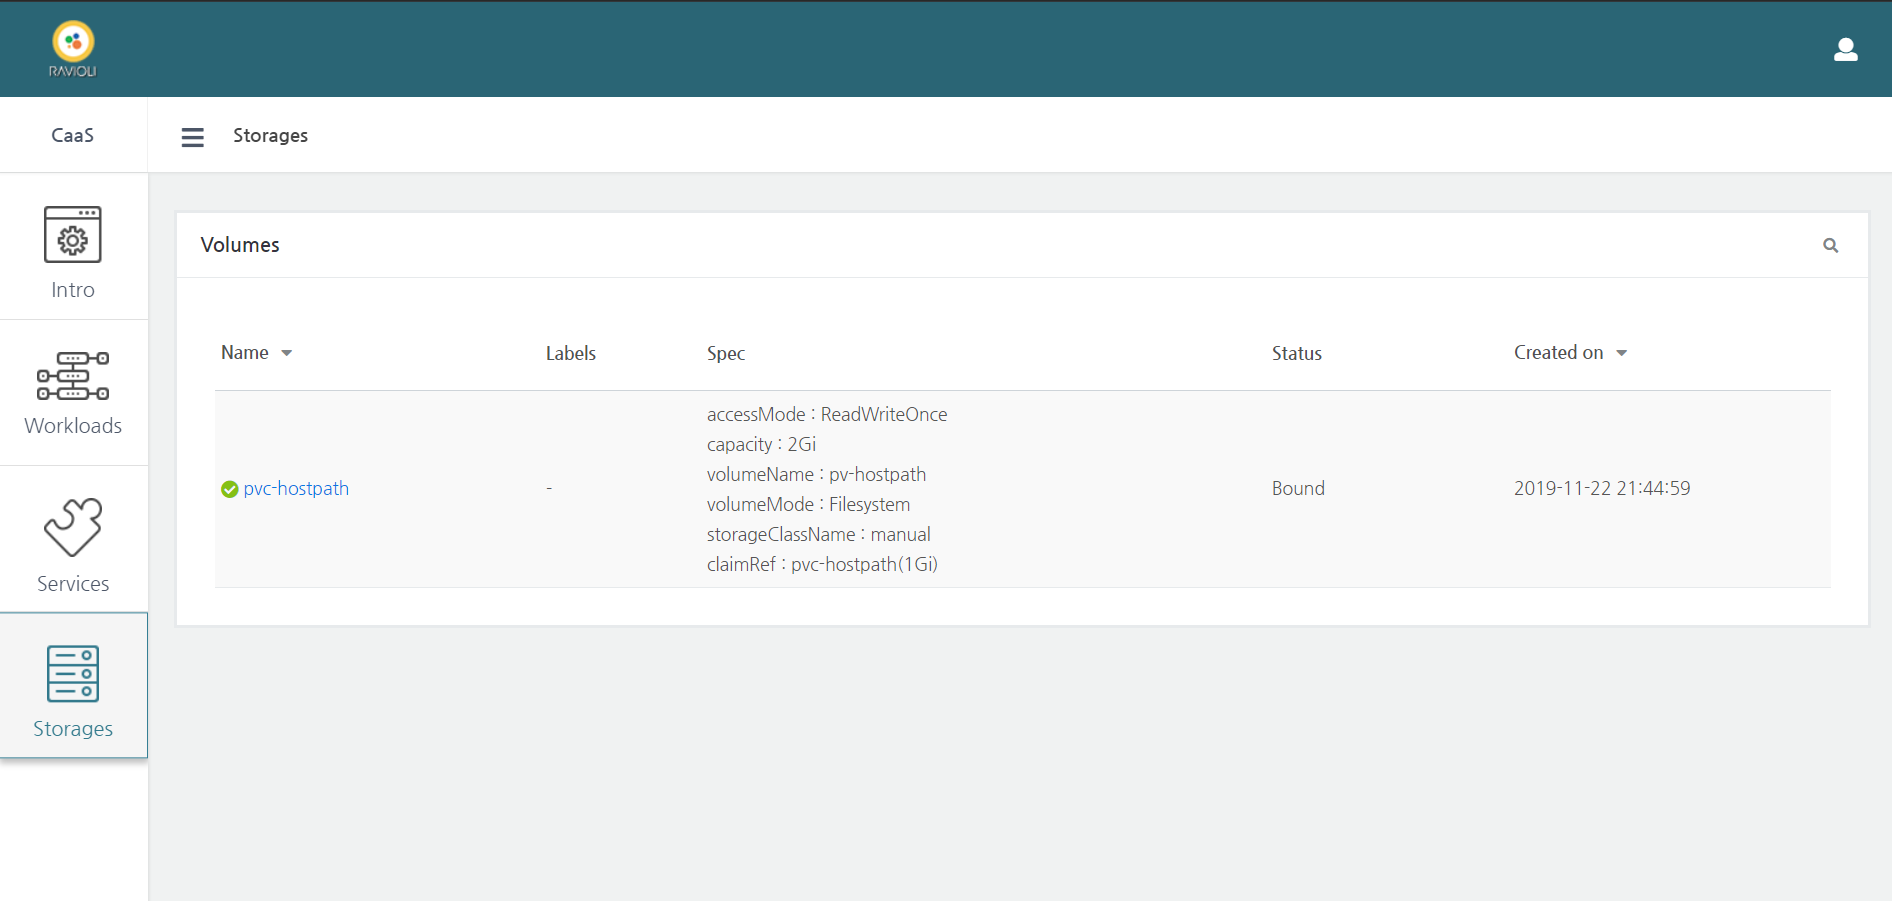 RAVIOLI
CaaS
Storages
Intro
Workloads
Services
Storages
Volumes
Name Labels Spec Status Created on
accessMode : ReadWriteOnce
capacity : 2Gi
volumeName : pv-hostpath
volumeMode : Filesystem
storageClassName : manual
claimRef : pvc-hostpath(1Gi)
pvc-hostpath - Bound 2019-11-22 21:44:59